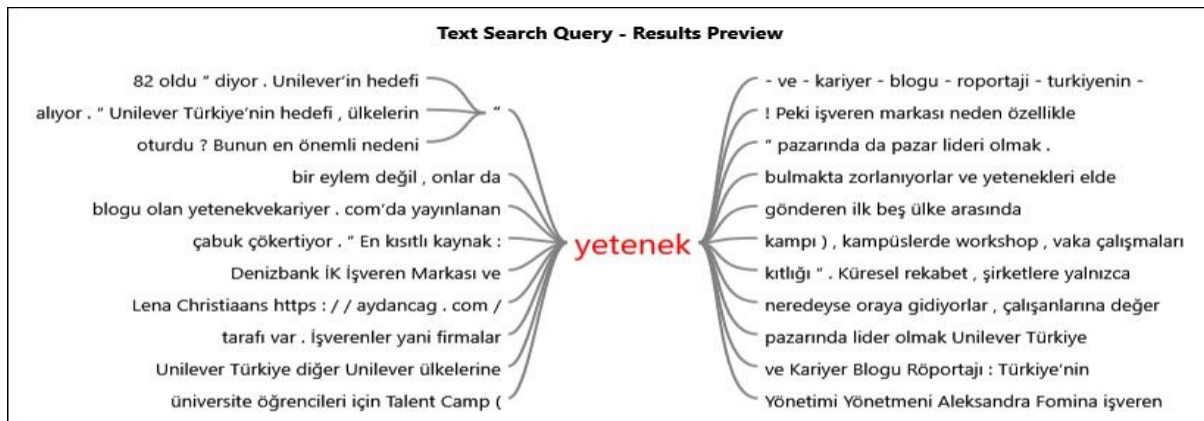 Text Search Query - Results Preview
82 oldu “ diyor . Unilever’in hedefi
alıyor . “ Unilever Türkiye’nin hedefi , ülkelerin
oturdu ? Bunun en önemli nedeni
“
bir eylem değil , onlar da
blogu olan yetenekvekariyer . com’da yayınlanan
çabuk çökertiyor . “ En kısıtlı kaynak :
Denizbank İK İşveren Markası ve
Lena Christiaans https : / / aydancag . com /
tarafı var . İşverenler yani firmalar
Unilever Türkiye diğer Unilever ülkelerine
üniversite öğrencileri için Talent Camp (
yetenek
- ve - kariyer - blogu - roportaji - turkiyenin -
! Peki işveren markası neden özellikle
” pazarında da pazar lideri olmak .
bulmakta zorlanıyorlar ve yetenekleri elde
gönderen ilk beş ülke arasında
kampı ) , kampüslerde workshop , vaka çalışmaları
kıtlığı “ . Küresel rekabet , şirketlere yalnızca
neredeyse oraya gidiyorlar , çalışanlarına değer
pazarında lider olmak Unilever Türkiye
ve Kariyer Blogu Röportajı : Türkiye’nin
Yönetimi Yönetmeni Aleksandra Fomina işveren